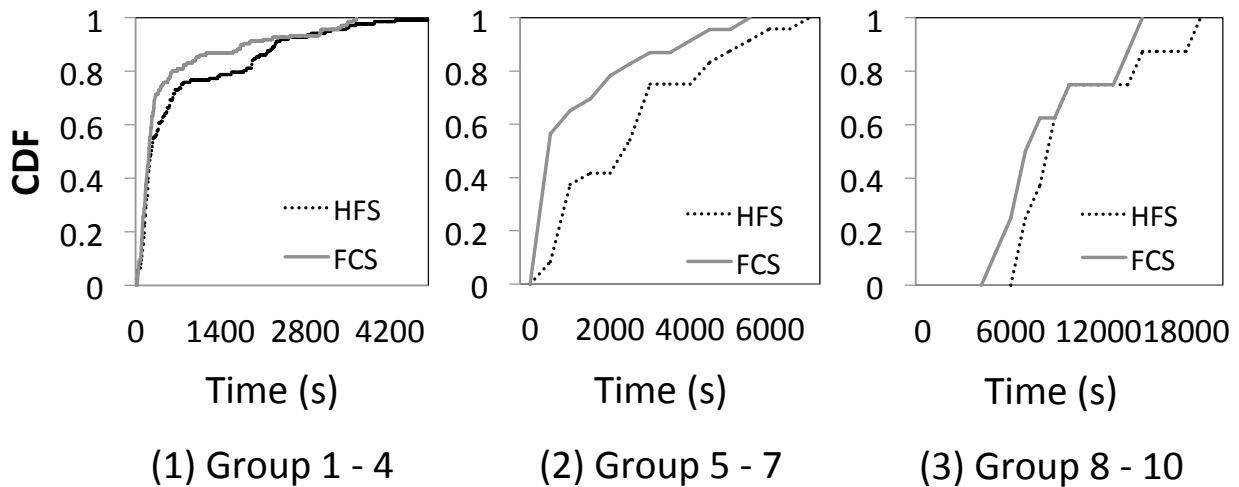 CDF
1
0.8
0.6
0.4
0.2
0
HFS
FCS
0 1400 2800 4200
Time (s)
(1) Group 1 - 4
1
0.8
0.6
0.4
0.2
0
HFS
FCS
0 2000 4000 6000
Time (s)
(2) Group 5 - 7
1
0.8
0.6
0.4
0.2
0
HFS
FCS
0 6000 12000 18000
Time (s)
(3) Group 8 - 10